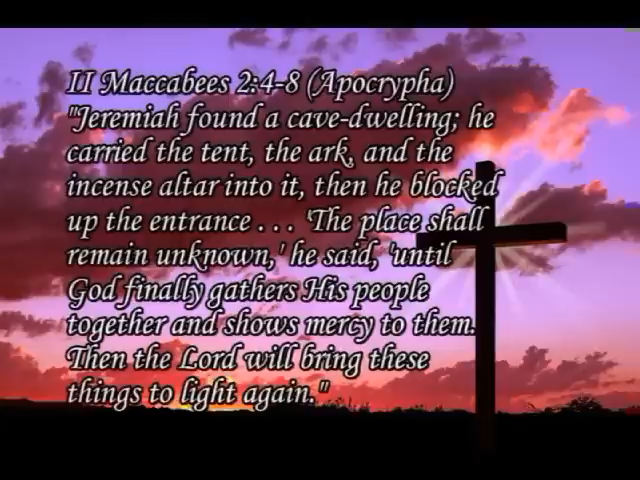 II Maccabees 2:4-8 (Apocrypha)
"Jeremiah found a cave-dwelling; he
carried the tent, the ark, and the
incense altar into it, then he blocked
up the entrance . . . 'The place shall
remain unknown,' he said, 'until
God finally gathers His people
together and shows mercy to them.
Then the Lord will bring these
things to light again."